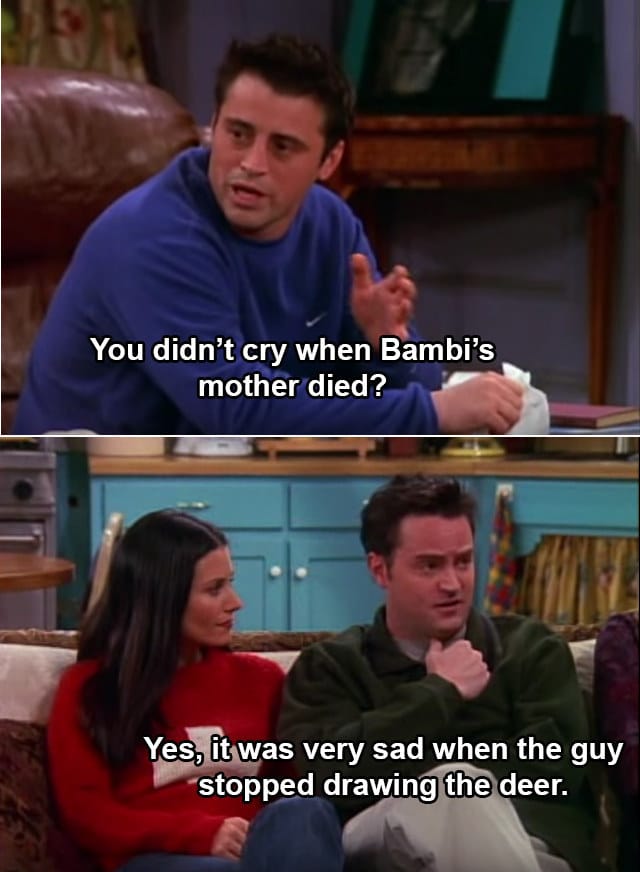 You didn't cry when Bambi's
mother died?
Yes, it was very sad when the guy
stopped drawing the deer.